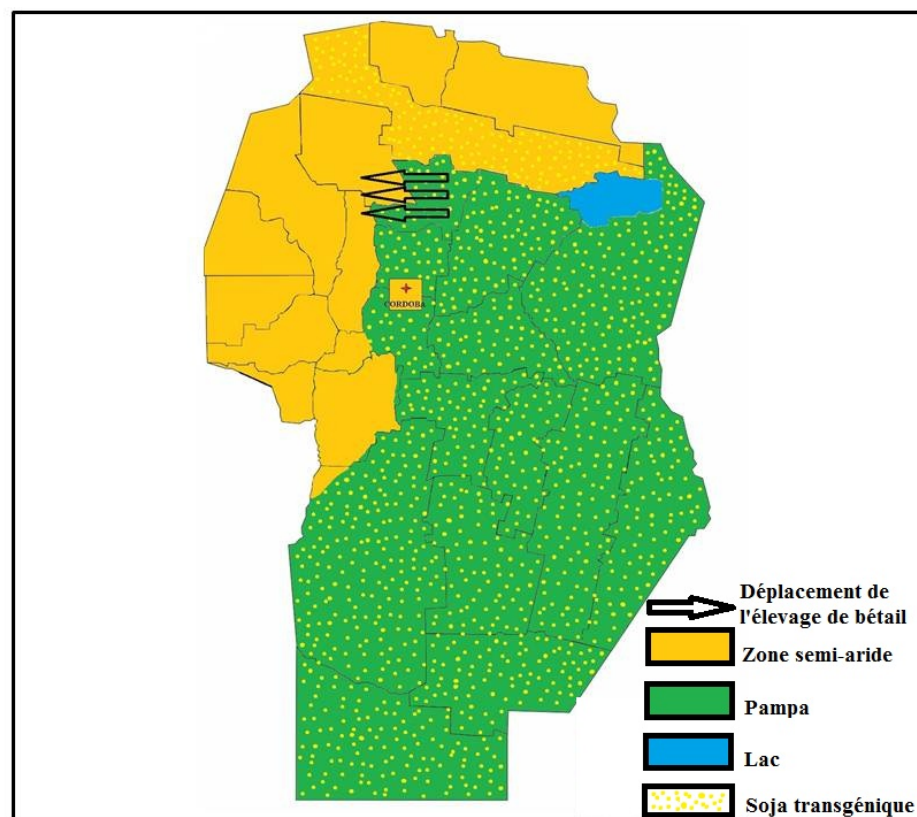 CORDOBA
Déplacement de
l'élevage de bétail
Zone semi-aride
Pampa
Lac
Soja transgénique